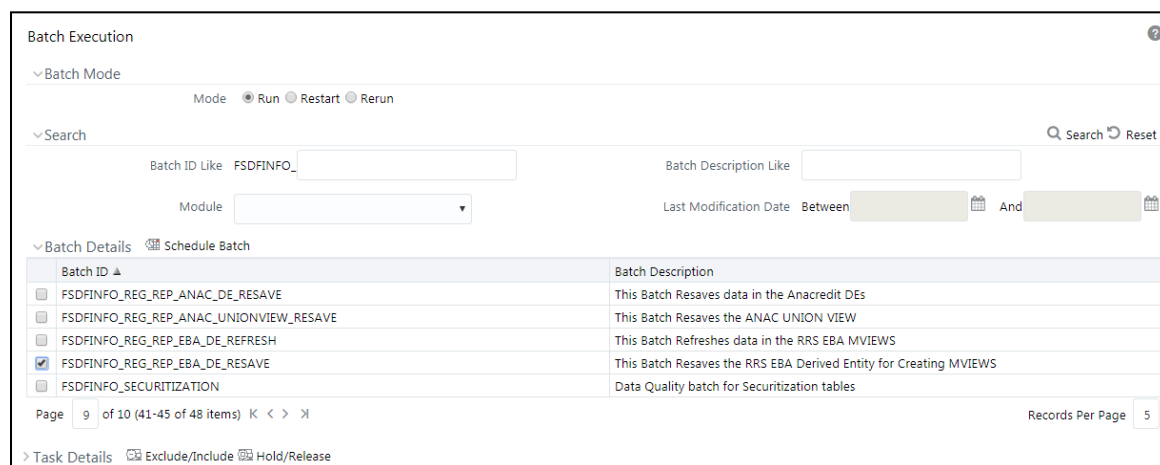 Batch Execution
Batch Mode
Mode Run Restart Rerun
Search Search Reset
Batch ID Like FSDFINFO_ Batch Description Like
Module Last Modification Date Between And
Batch Details Schedule Batch
Batch ID Batch Description
FSDFINFO_REG_REP_ANAC_DE_RESAVE This Batch Resaves data in the Anacredit DEs
FSDFINFO_REG_REP_ANAC_UNIONVIEW_RESAVE This Batch Resaves the ANAC UNION VIEW
FSDFINFO_REG_REP_EBA_DE_REFRESH This Batch Refreshes data in the RRS EBA MVIEWS
FSDFINFO_REG_REP_EBA_DE_RESAVE This Batch Resaves the RRS EBA Derived Entity for Creating MVIEWS
FSDFINFO_SECURITIZATION Data Quality batch for Securitization tables
Page 9 of 10 (41-45 of 48 items) Records Per Page 5
Task Details Exclude/Include Hold/Release